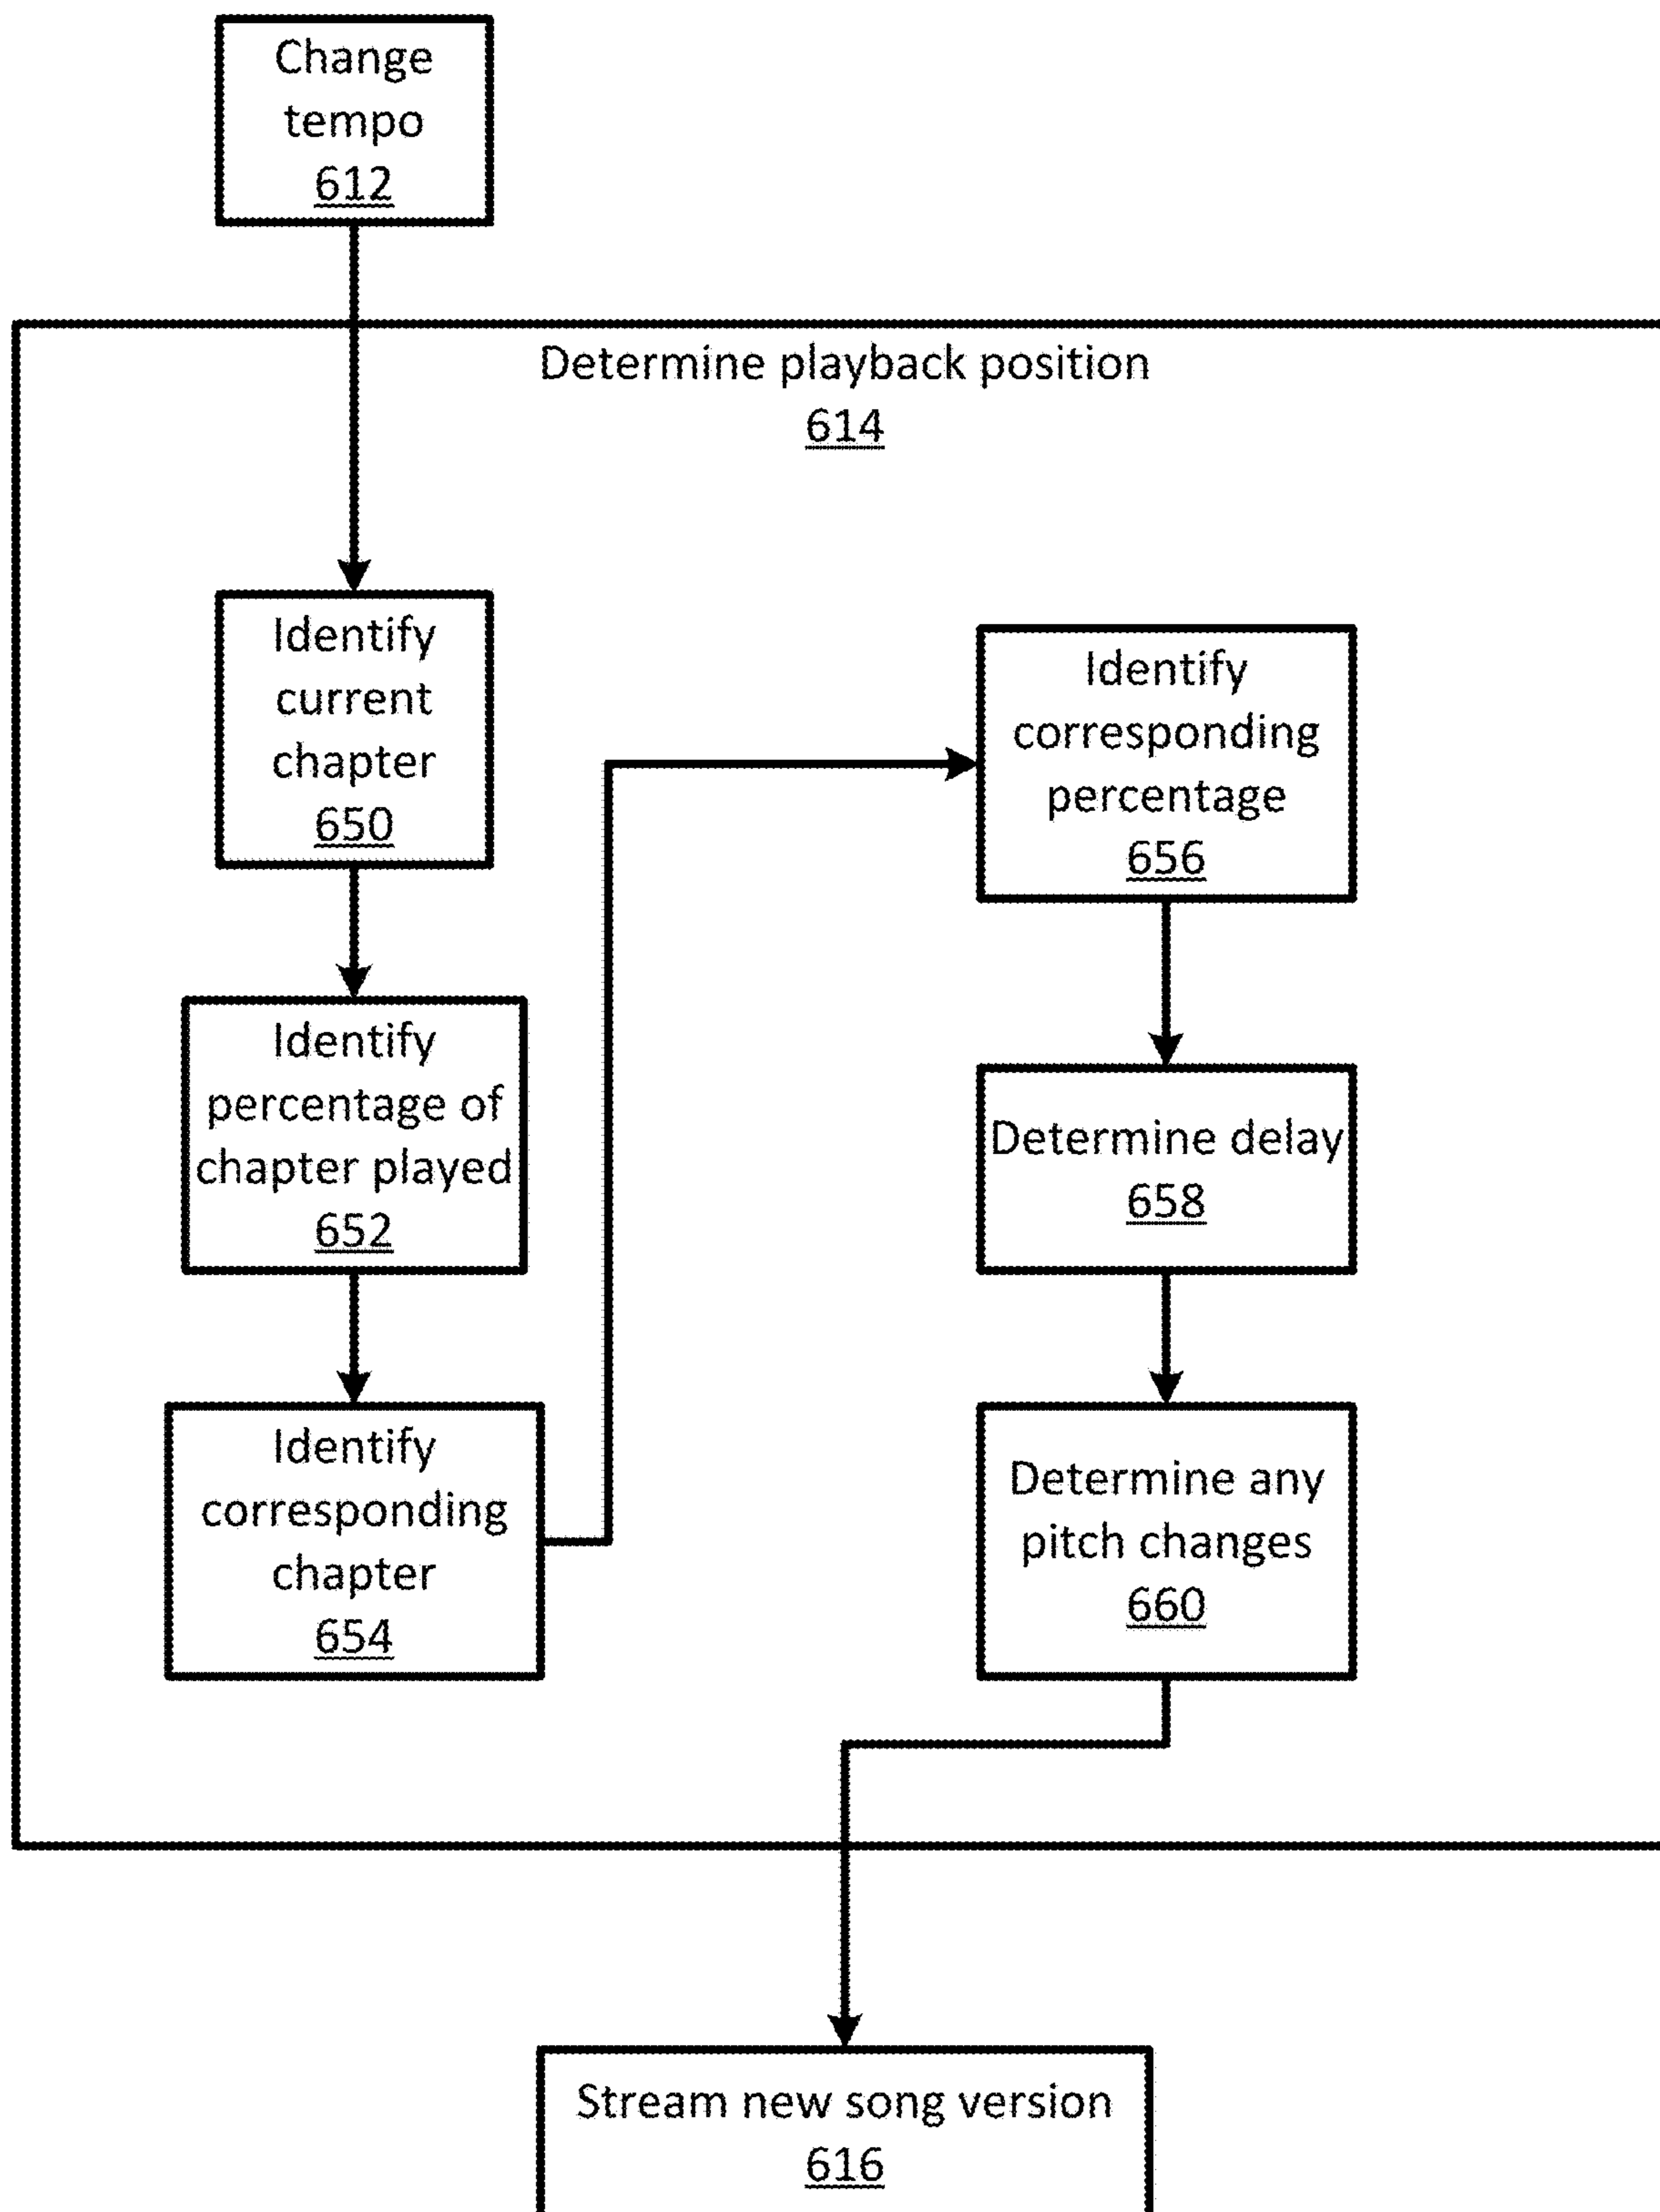 Change
tempo
612
Determine playback position
614
Identify
current
chapter
650
Identify
percentage of
chapter played
652
Identify
corresponding
chapter
654
Identify
corresponding
percentage
656
Determine delay
658
Determine any
pitch changes
660
Stream new song version
616